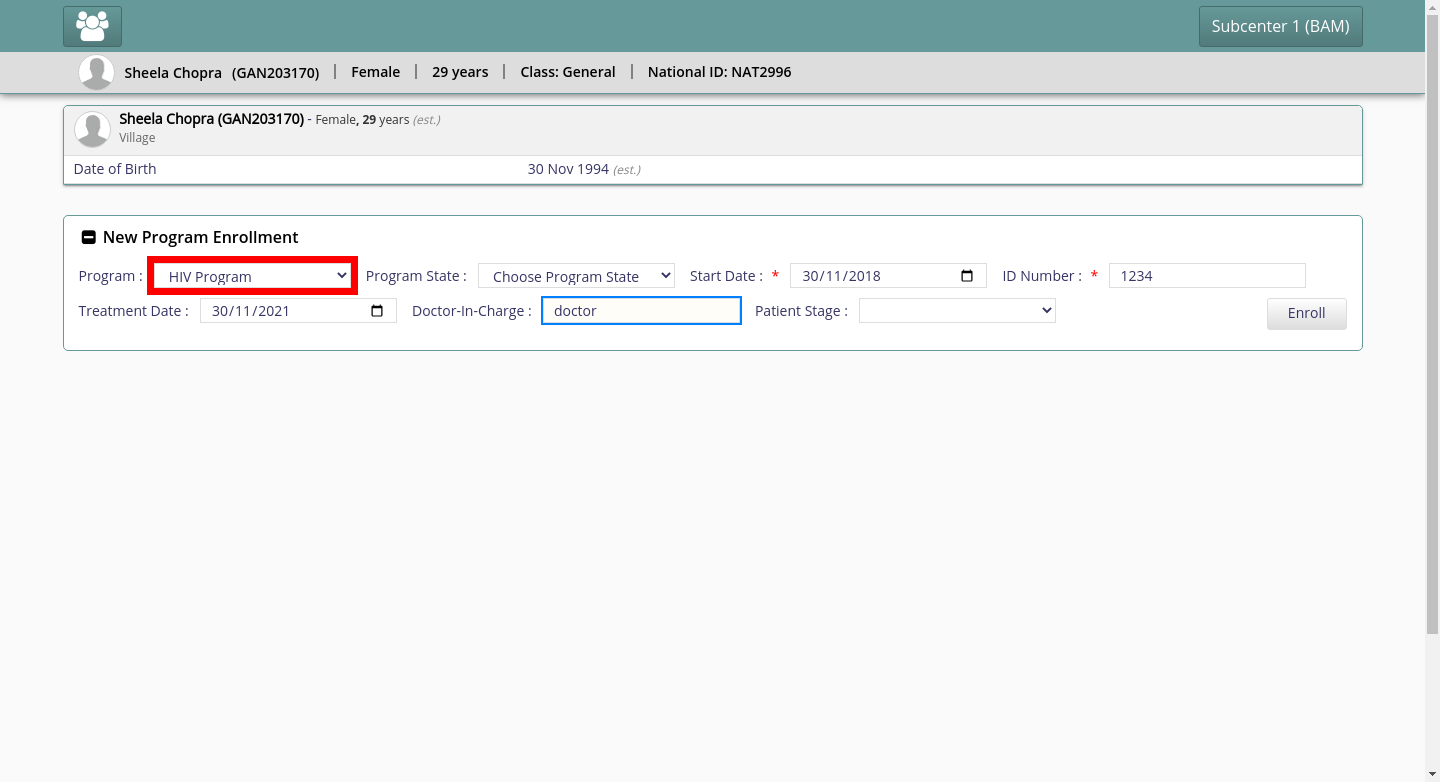 Subcenter 1 (BAM)
Sheela Chopra (GAN203170) | Female | 29 years | Class: General | National ID: NAT2996
Sheela Chopra (GAN203170) - Female, 29 years (est.)
Village
Date of Birth 30 Nov 1994 (est.)
New Program Enrollment
Program : HIV Program Program State : Choose Program State Start Date : * 30/11/2018 ID Number : * 1234
Treatment Date : 30/11/2021 Doctor-In-Charge : doctor Patient Stage : Enroll